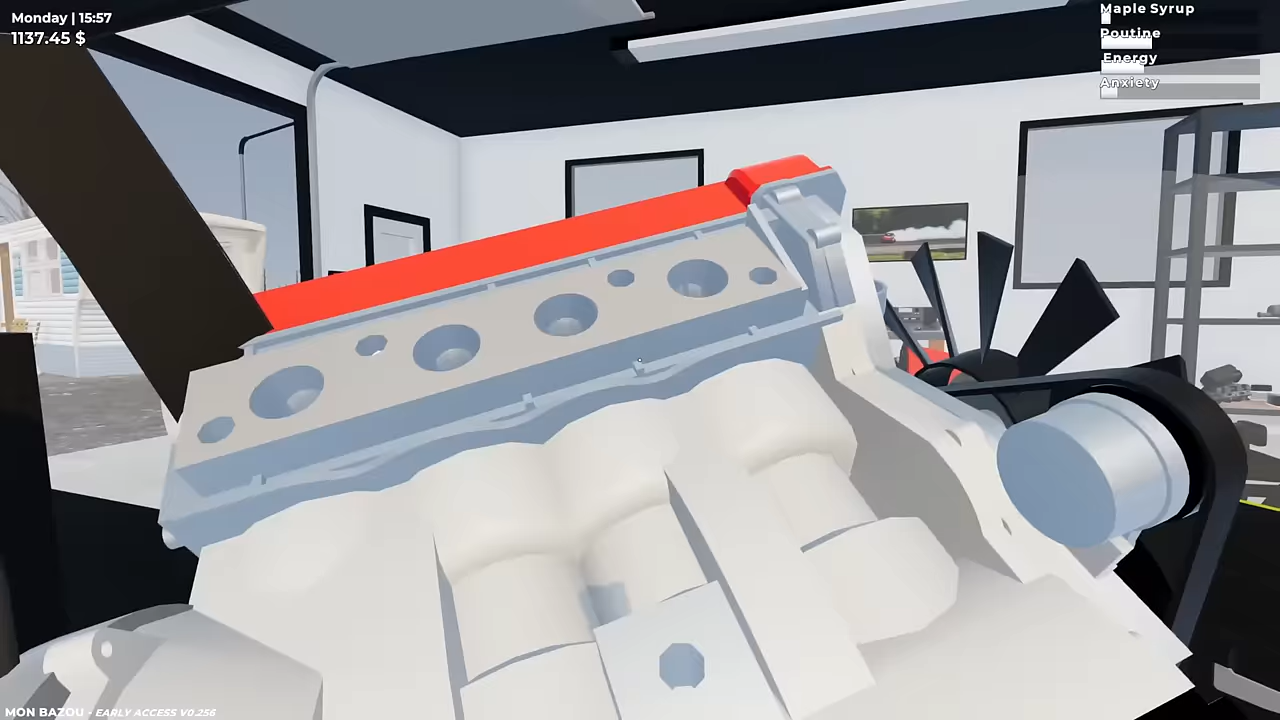 Monday | 15:57
1137.45 $
Maple Syrup
Poutine
Energy
Anxiety
MON BAZOU - EARLY ACCESS V0.256